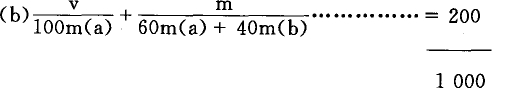 (b) v/100m(a) + m/60m(a) + 40m(b) ⋯⋯⋯⋯⋯ = 200
1 000